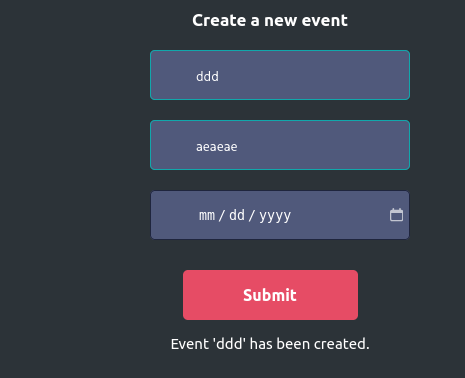 Create a new event
ddd
aeaeae
mm / dd / yyyy
Submit
Event 'ddd' has been created.